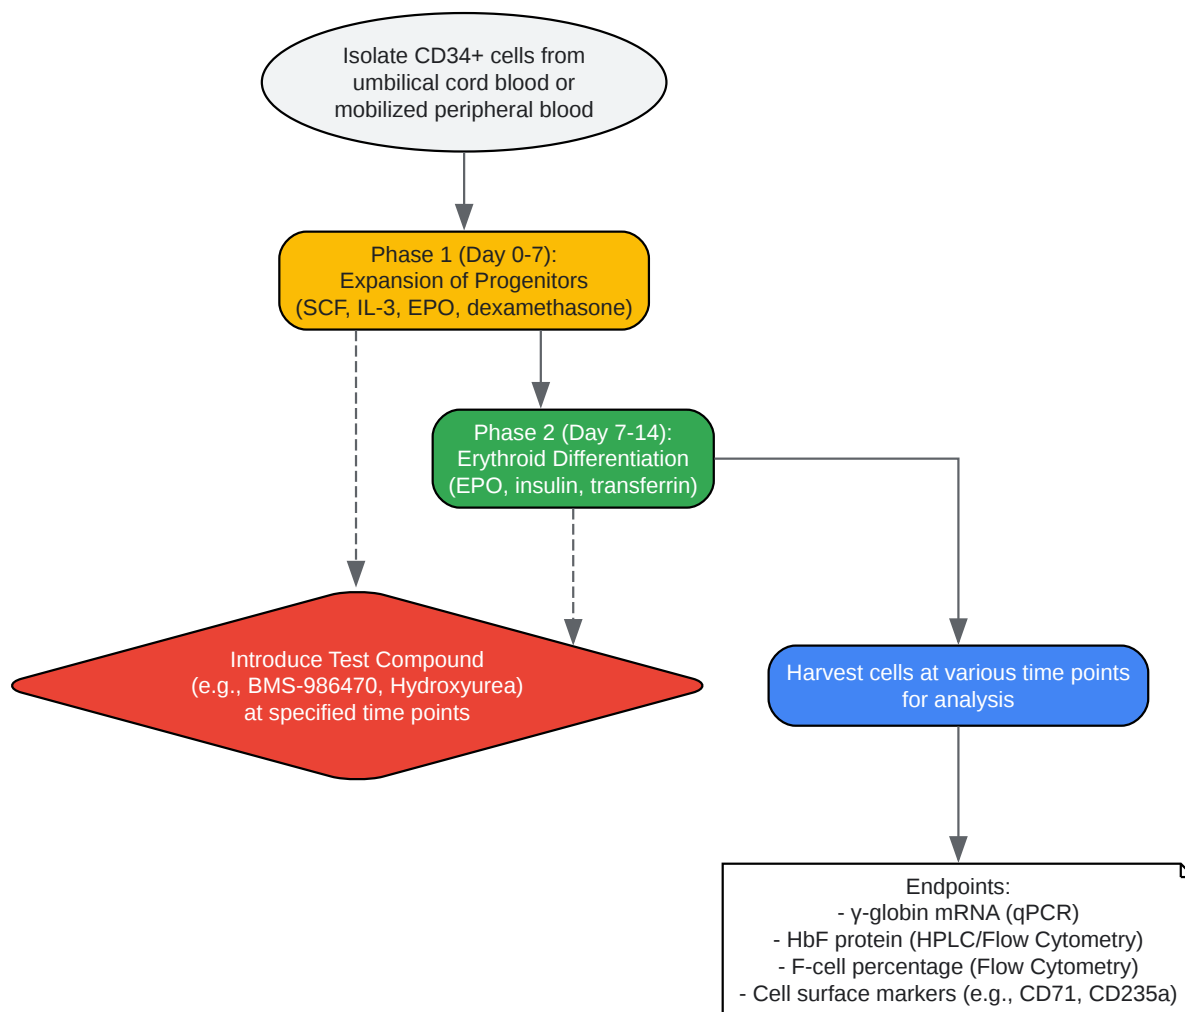 Isolate CD34+ cells from
umbilical cord blood or
mobilized peripheral blood
Phase 1 (Day 0-7):
Expansion of Progenitors
(SCF, IL-3, EPO, dexamethasone)
Phase 2 (Day 7-14):
Erythroid Differentiation
(EPO, insulin, transferrin)
Introduce Test Compound
(e.g., BMS-986470, Hydroxyurea)
at specified time points
Harvest cells at various time points
for analysis
Endpoints:
- γ-globin mRNA (qPCR)
- HbF protein (HPLC/Flow Cytometry)
- F-cell percentage (Flow Cytometry)
- Cell surface markers (e.g., CD71, CD235a)